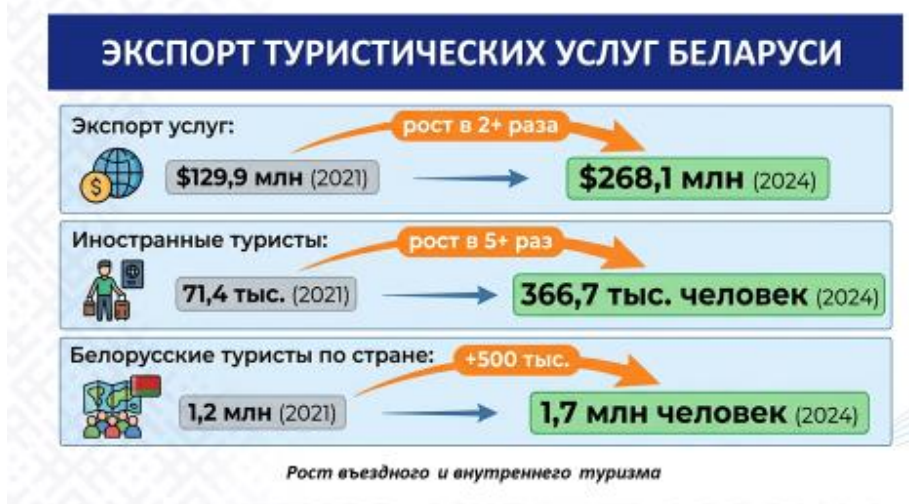 ЭКСПОРТ ТУРИСТИЧЕСКИХ УСЛУГ БЕЛАРУСИ
Экспорт услуг:
рост в 2+ раза
$129,9 млн (2021)
$268,1 млн (2024)
Иностранные туристы:
рост в 5+ раз
71,4 тыс. (2021)
366,7 тыс. человек (2024)
Белорусские туристы по стране:
+500 тыс.
1,2 млн (2021)
1,7 млн человек (2024)
Рост въездного и внутреннего туризма